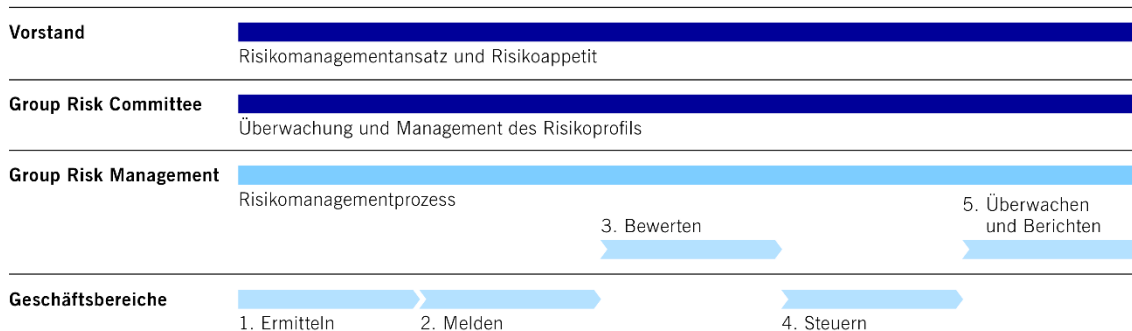 Vorstand
Risikomanagementansatz und Risikoappetit
Group Risk Committee
Überwachung und Management des Risikoprofils
Group Risk Management
Risikomanagementprozess
3. Bewerten
5. Überwachen
und Berichten
Geschäftsbereiche
1. Ermitteln
2. Melden
4. Steuern